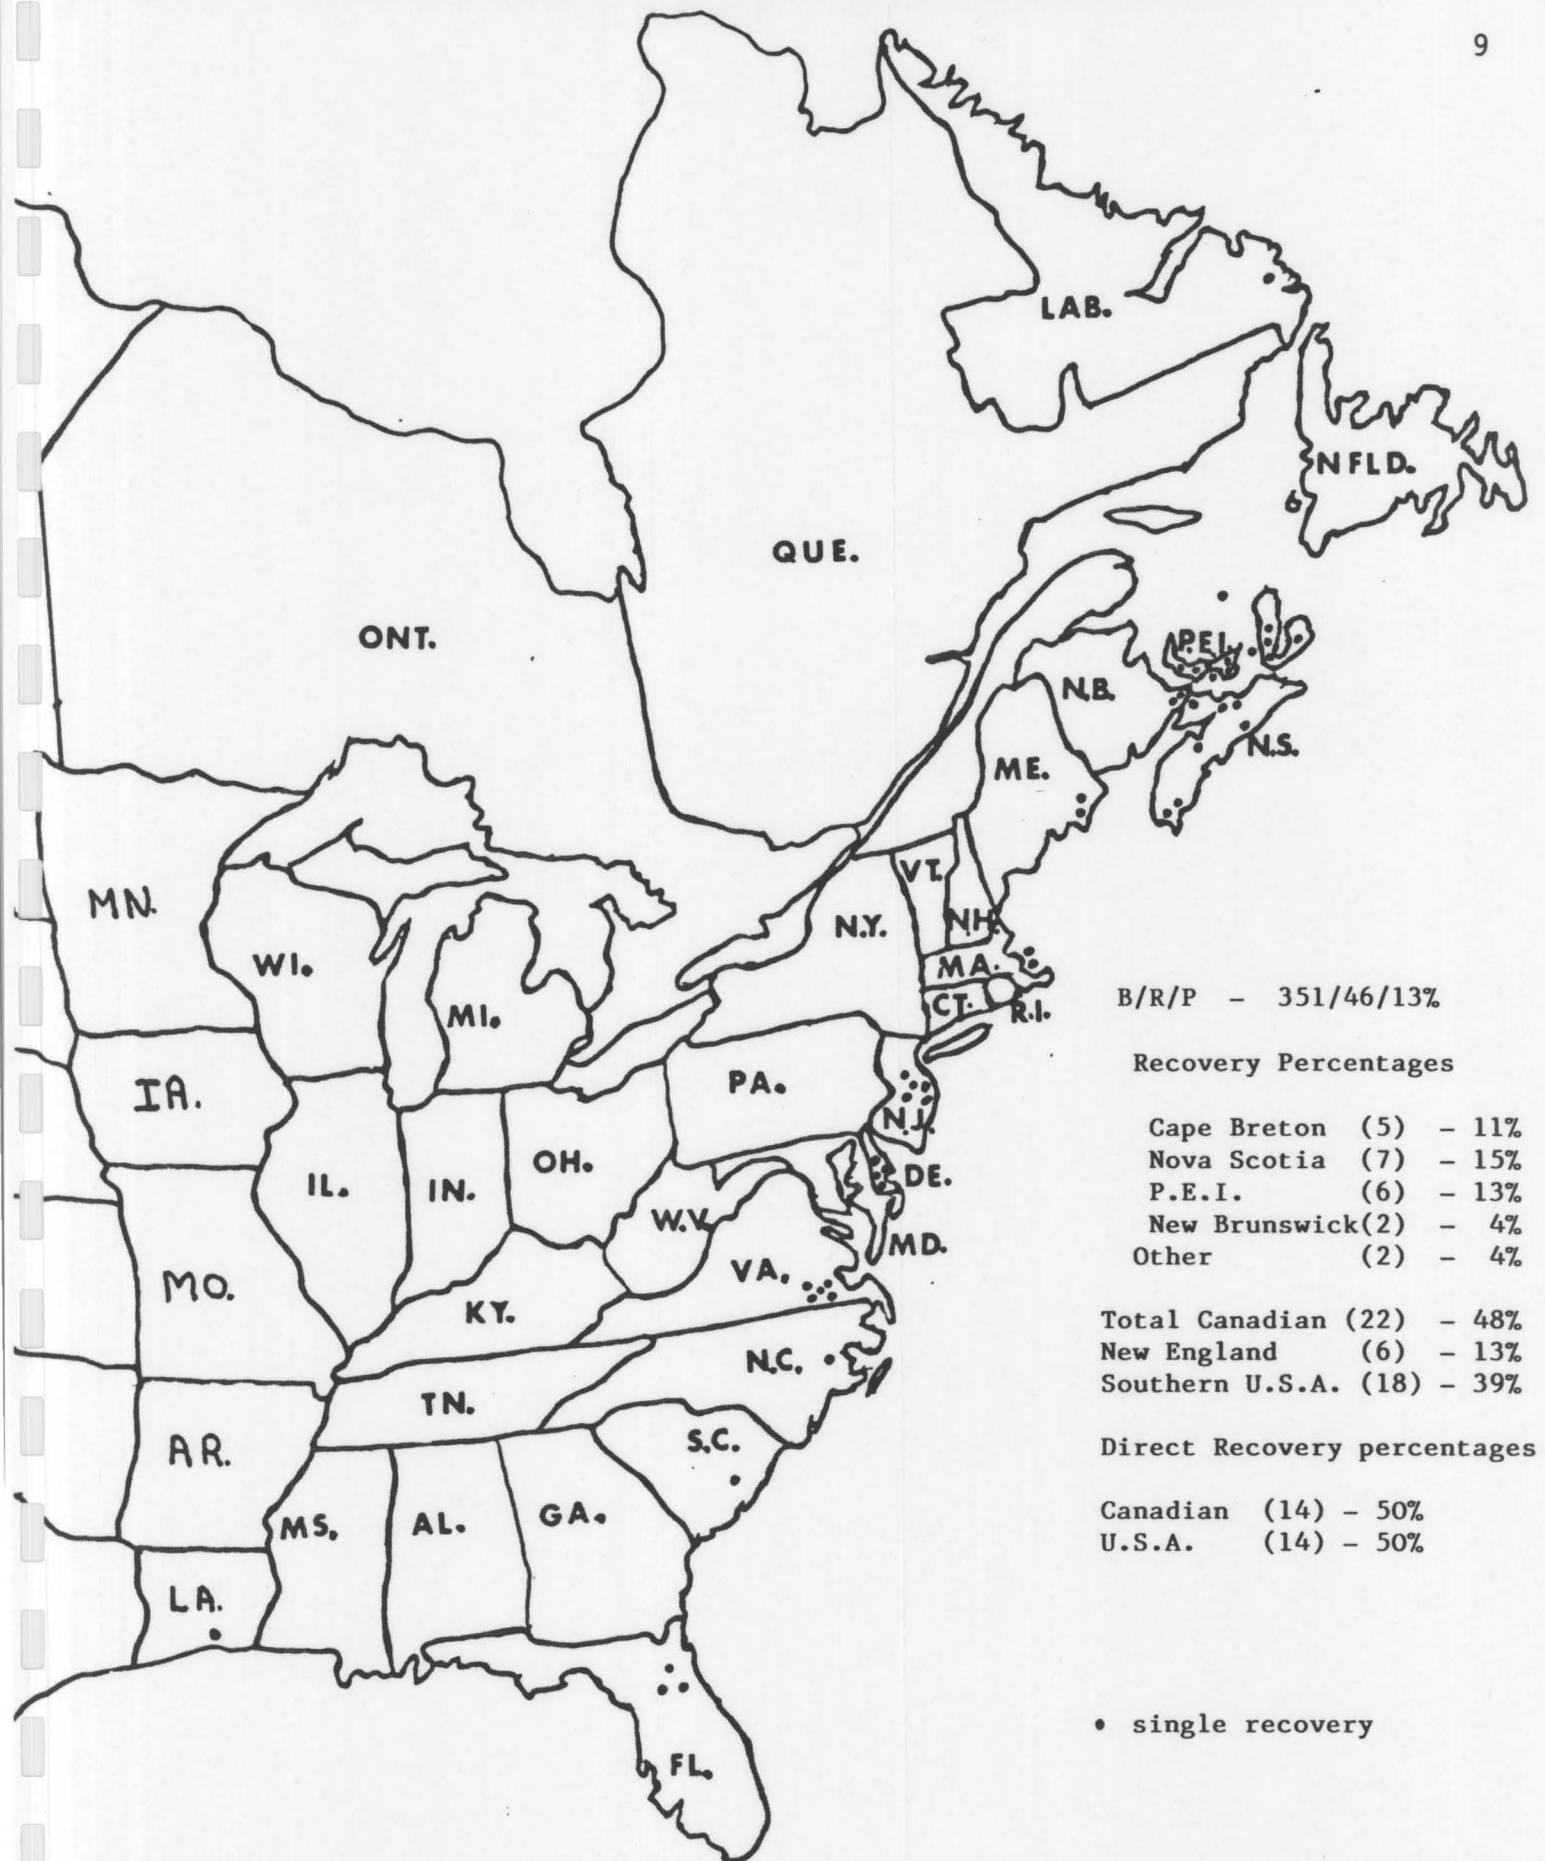 9
LAB.
NFLD.
QUE.
ONT.
P.E.I.
N.B.
N.S.
ME.
MN.
VT.
N.Y.
N.H.
WI.
MA.
MI.
CT.
R.I.
B/R/P - 351/46/13%
Recovery Percentages
IA.
PA.
N.J.
Cape Breton (5) - 11%
Nova Scotia (7) - 15%
P.E.I. (6) - 13%
New Brunswick(2) - 4%
Other (2) - 4%
OH.
IL.
IN.
DE.
W.V.
MD.
VA.
MO.
KY.
Total Canadian (22) - 48%
New England (6) - 13%
Southern U.S.A. (18) - 39%
N.C.
TN.
S.C.
AR.
Direct Recovery percentages
Canadian (14) - 50%
U.S.A. (14) - 50%
MS.
AL.
GA.
LA.
• single recovery
FL.